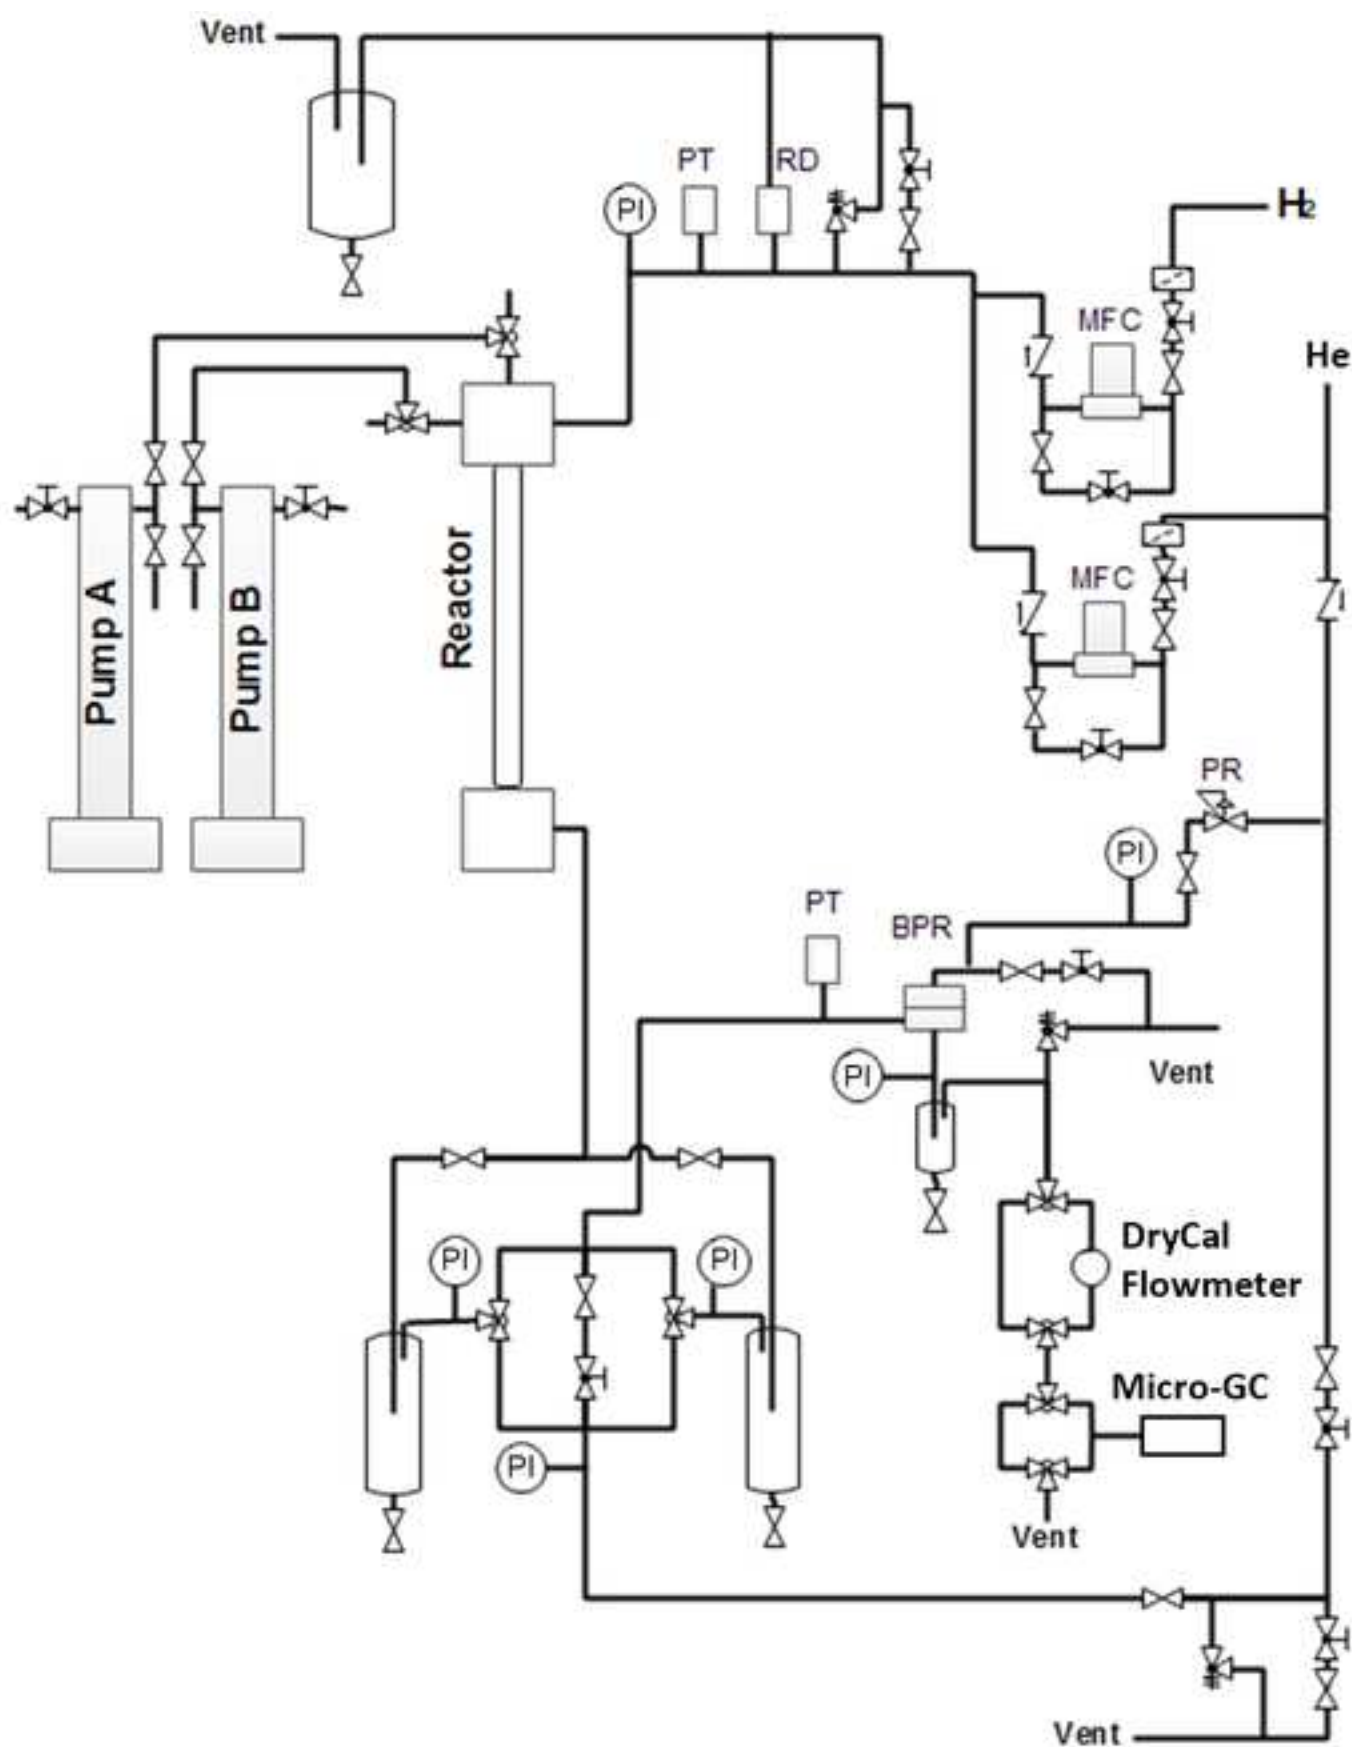 Vent
PT
RD
PI
H₂
MFC
He
MFC
Pump A
Pump B
Reactor
PR
PI
PT
BPR
PI
Vent
PI
PI
DryCal
Flowmeter
Micro-GC
PI
Vent
Vent